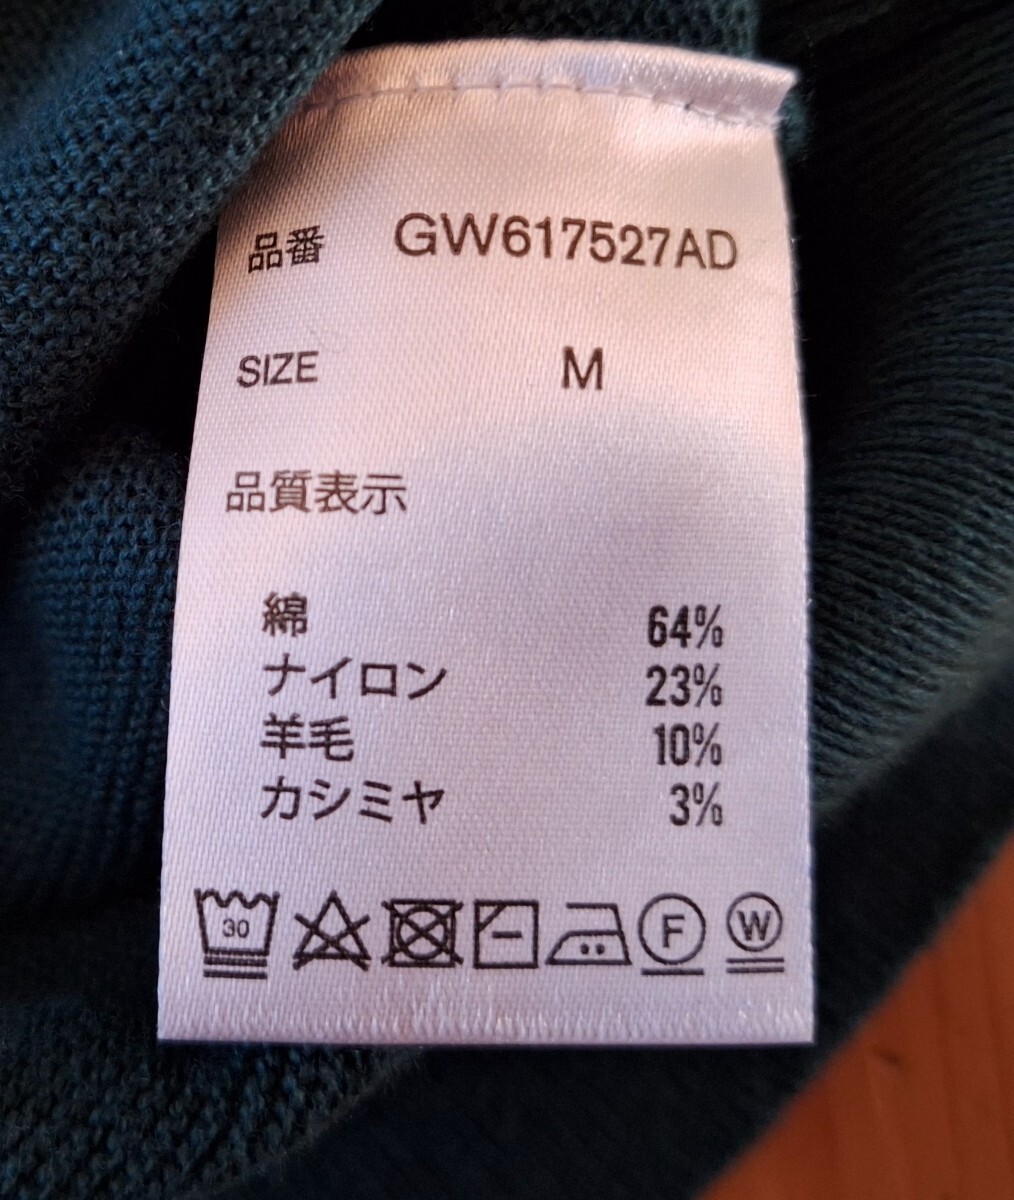 品番 GW617527AD
SIZE M
品質表示
綿 64%
ナイロン 23%
羊毛 10%
カシミヤ 3%
30 F W